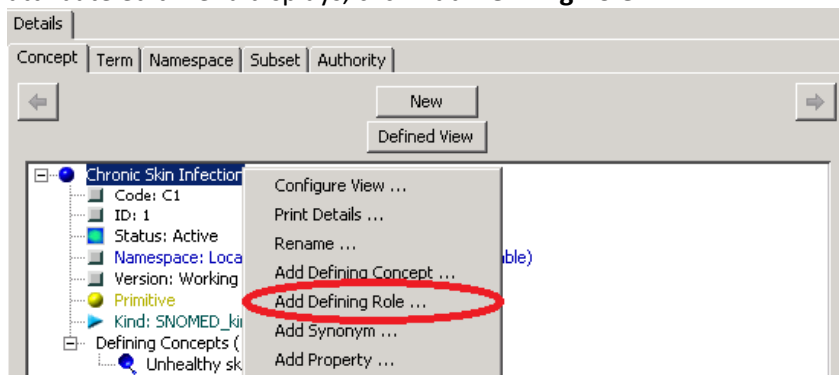 Details
Concept Term Namespace Subset Authority
New
Defined View
Chronic Skin Infection
Code: C1
ID: 1
Status: Active
Namespace: Loca ble)
Version: Working
Primitive
Kind: SNOMED_ki
Defining Concepts (
Unhealthy sk
Configure View ...
Print Details ...
Rename ...
Add Defining Concept ...
Add Defining Role ...
Add Synonym ...
Add Property ...